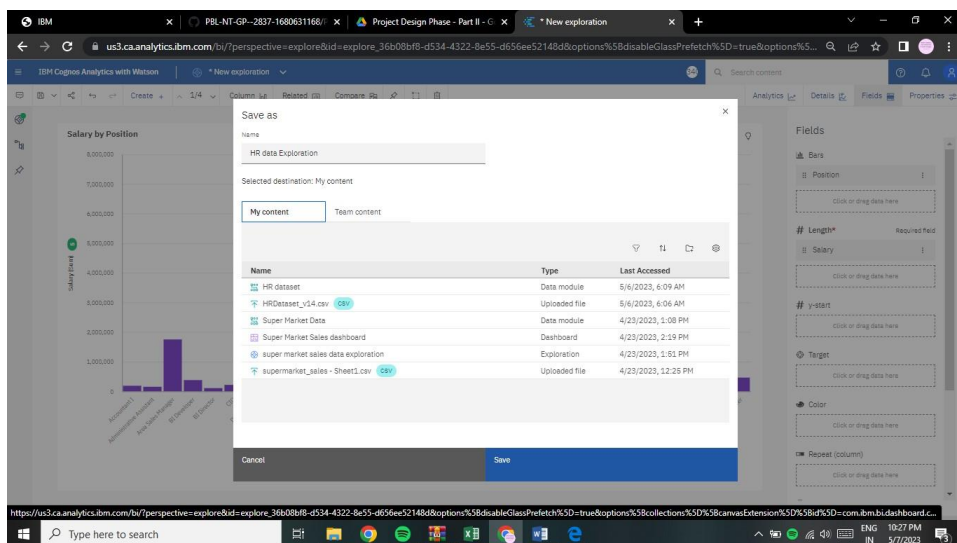 IBM
PBL-NT-GP--2837-1680631168/
Project Design Phase - Part II - G
* New exploration
us3.ca.analytics.ibm.com/bi/?perspective=explore&id=explore_36b08bf8-d534-4322-8e55-d656ee52148d&options%5BdisableGlassPrefetch%5D=true&options%5...
IBM Cognos Analytics with Watson
* New exploration
Search content
Create
1/4
Column
Related
Compare
Analytics
Details
Fields
Properties
Salary by Position
8,000,000
7,000,000
6,000,000
5,000,000
4,000,000
3,000,000
2,000,000
1,000,000
0
Salary
Accountant I
Administrative Assistant
Area Sales Manager
BI Developer
BI Director
Save as
Name
HR data Exploration
Selected destination: My content
My content
Team content
Name Type Last Accessed
HR dataset Data module 5/6/2023, 6:09 AM
HRDataset_v14.csv CSV Uploaded file 5/6/2023, 6:06 AM
Super Market Data Data module 4/23/2023, 1:08 PM
Super Market Sales dashboard Dashboard 4/23/2023, 2:19 PM
super market sales data exploration Exploration 4/23/2023, 1:51 PM
supermarket_sales - Sheet1.csv CSV Uploaded file 4/23/2023, 12:25 PM
Cancel
Save
Fields
Bars
Position
Click or drag data here
Length*
Required field
Salary
Click or drag data here
y-start
Click or drag data here
Target
Click or drag data here
Color
Click or drag data here
Repeat (column)
Click or drag data here
https://us3.ca.analytics.ibm.com/bi/?perspective=explore&id=explore_36b08bf8-d534-4322-8e55-d656ee52148d&options%5BdisableGlassPrefetch%5D=true&options%5Bcollections%5D%5BcanvasExtension%5D%5Bid%5D=com.ibm.bi.dashboard.c...
Type here to search
ENG
IN
10:27 PM
5/7/2023